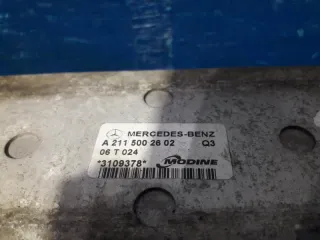 MERCEDES-BENZ
A 211 500 26 02 Q3
06 T 024
*3109378* MODINE